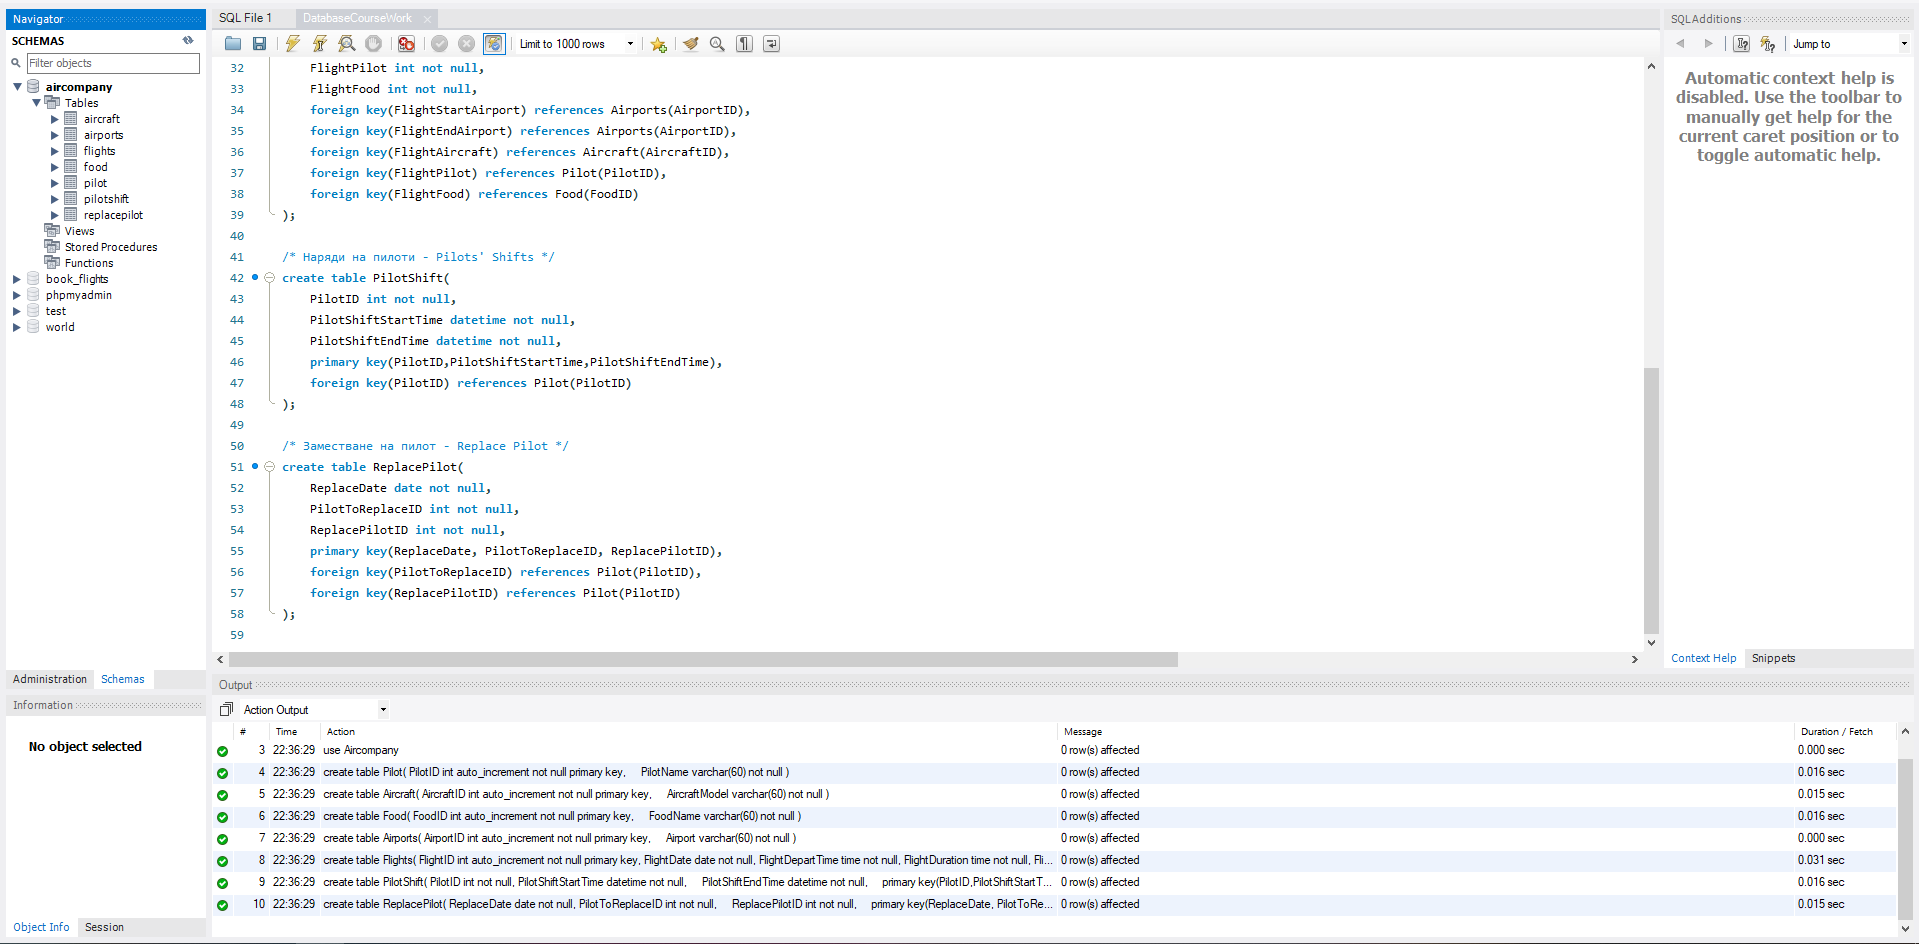 Navigator
SCHEMAS
Filter objects
aircompany
Tables
aircraft
airports
flights
food
pilot
pilotshift
replacepilot
Views
Stored Procedures
Functions
book_flights
phpmyadmin
test
world
Administration
Schemas
Information
No object selected
Object Info
Session
SQL File 1
DatabaseCourseWork
Limit to 1000 rows
32 FlightPilot int not null,
33 FlightFood int not null,
34 foreign key(FlightStartAirport) references Airports(AirportID),
35 foreign key(FlightEndAirport) references Airports(AirportID),
36 foreign key(FlightAircraft) references Aircraft(AircraftID),
37 foreign key(FlightPilot) references Pilot(PilotID),
38 foreign key(FlightFood) references Food(FoodID)
39 );
40
41 /* Наряди на пилоти - Pilots' Shifts */
42 create table PilotShift(
43 PilotID int not null,
44 PilotShiftStartTime datetime not null,
45 PilotShiftEndTime datetime not null,
46 primary key(PilotID,PilotShiftStartTime,PilotShiftEndTime),
47 foreign key(PilotID) references Pilot(PilotID)
48 );
49
50 /* Заместване на пилот - Replace Pilot */
51 create table ReplacePilot(
52 ReplaceDate date not null,
53 PilotToReplaceID int not null,
54 ReplacePilotID int not null,
55 primary key(ReplaceDate, PilotToReplaceID, ReplacePilotID),
56 foreign key(PilotToReplaceID) references Pilot(PilotID),
57 foreign key(ReplacePilotID) references Pilot(PilotID)
58 );
59
SQLAdditions
Jump to
Automatic context help is
disabled. Use the toolbar to
manually get help for the
current caret position or to
toggle automatic help.
Context Help
Snippets
Output
Action Output
# Time Action Message Duration / Fetch
3 22:36:29 use Aircompany 0 row(s) affected 0.000 sec
4 22:36:29 create table Pilot( PilotID int auto_increment not null primary key, PilotName varchar(60) not null ) 0 row(s) affected 0.016 sec
5 22:36:29 create table Aircraft( AircraftID int auto_increment not null primary key, AircraftModel varchar(60) not null ) 0 row(s) affected 0.015 sec
6 22:36:29 create table Food( FoodID int auto_increment not null primary key, FoodName varchar(60) not null ) 0 row(s) affected 0.016 sec
7 22:36:29 create table Airports( AirportID int auto_increment not null primary key, Airport varchar(60) not null ) 0 row(s) affected 0.000 sec
8 22:36:29 create table Flights( FlightID int auto_increment not null primary key, FlightDate date not null, FlightDepartTime time not null, FlightDuration time not null, Fli... 0 row(s) affected 0.031 sec
9 22:36:29 create table PilotShift( PilotID int not null, PilotShiftStartTime datetime not null, PilotShiftEndTime datetime not null, primary key(PilotID,PilotShiftStartT... 0 row(s) affected 0.016 sec
10 22:36:29 create table ReplacePilot( ReplaceDate date not null, PilotToReplaceID int not null, ReplacePilotID int not null, primary key(ReplaceDate, PilotToRe... 0 row(s) affected 0.015 sec